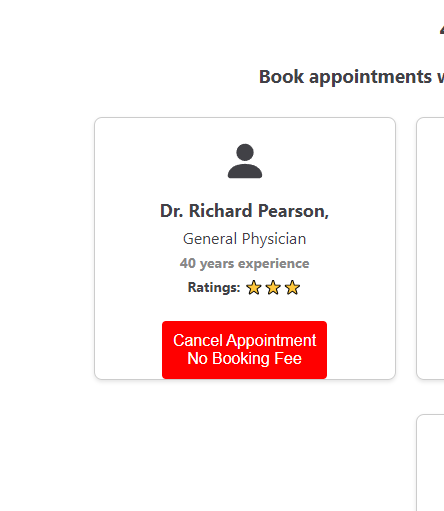 Book appointments w
Dr. Richard Pearson,
General Physician
40 years experience
Ratings: ⭐⭐⭐
Cancel Appointment
No Booking Fee